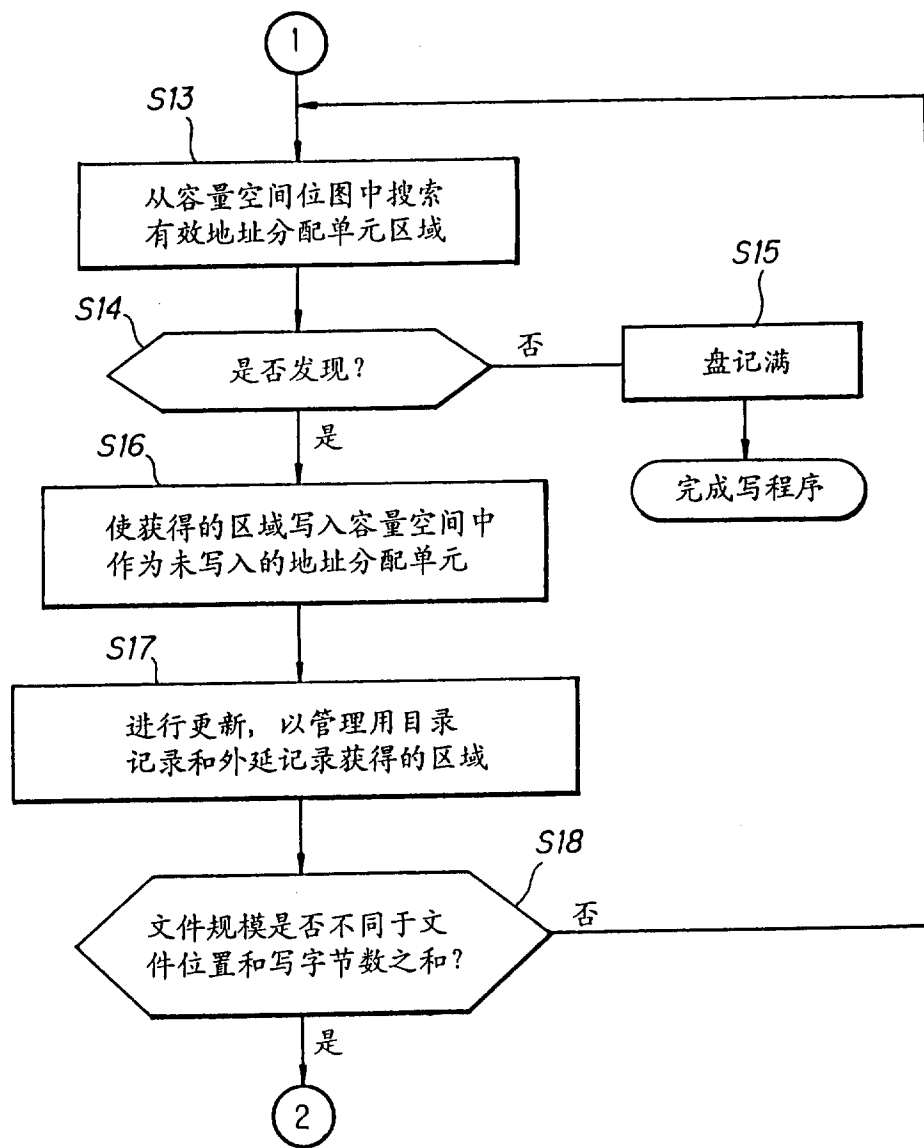 1
S13
从容量空间位图中搜索
有效地址分配单元区域
S15
S14
是否发现?
否
盘记满
是
完成写程序
S16
使获得的区域写入容量空间中
作为未写入的地址分配单元
S17
进行更新,以管理用目录
记录和外延记录获得的区域
S18
文件规模是否不同于文
件位置和写字节数之和?
否
是
2